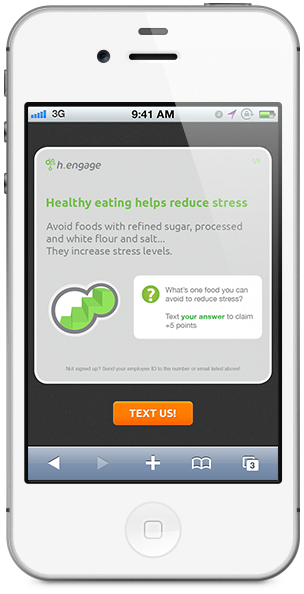 3G
9:41 AM
h.engage
Healthy eating helps reduce stress
Avoid foods with refined sugar, processed
and white flour and salt...
They increase stress levels.
?
What's one food you can
avoid to reduce stress?
Text your answer to claim
+5 points
Not signed up? Send your employee ID to the number or email listed above!
TEXT US!
3